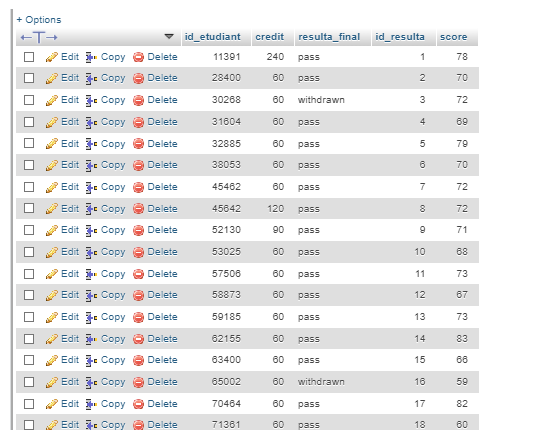 + Options
←T→ id_etudiant credit resulta_final id_resulta score
Edit Copy Delete 11391 240 pass 1 78
Edit Copy Delete 28400 60 pass 2 70
Edit Copy Delete 30268 60 withdrawn 3 72
Edit Copy Delete 31604 60 pass 4 69
Edit Copy Delete 32885 60 pass 5 79
Edit Copy Delete 38053 60 pass 6 70
Edit Copy Delete 45462 60 pass 7 72
Edit Copy Delete 45642 120 pass 8 72
Edit Copy Delete 52130 90 pass 9 71
Edit Copy Delete 53025 60 pass 10 68
Edit Copy Delete 57506 60 pass 11 73
Edit Copy Delete 58873 60 pass 12 67
Edit Copy Delete 59185 60 pass 13 73
Edit Copy Delete 62155 60 pass 14 83
Edit Copy Delete 63400 60 pass 15 66
Edit Copy Delete 65002 60 withdrawn 16 59
Edit Copy Delete 70464 60 pass 17 82
Edit Copy Delete 71361 60 pass 18 60